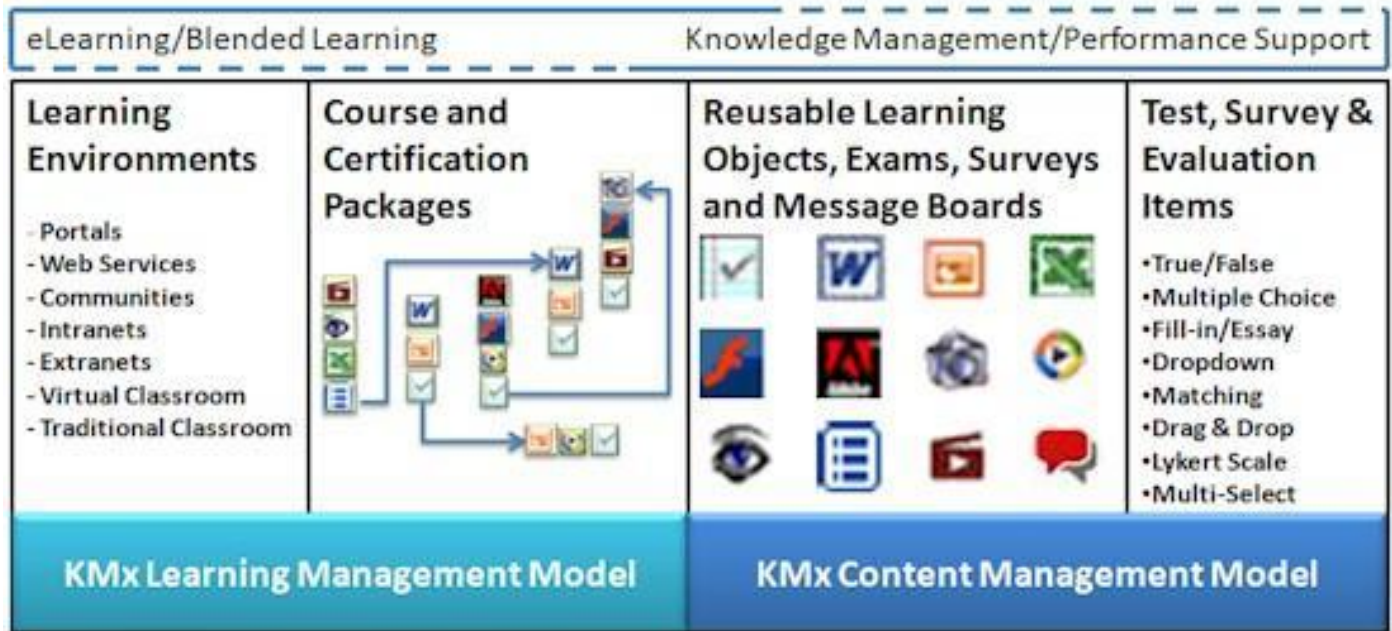 eLearning/Blended Learning
Knowledge Management/Performance Support
Learning
Environments
- Portals
- Web Services
- Communities
- Intranets
- Extranets
- Virtual Classroom
- Traditional Classroom
Course and
Certification
Packages
Reusable Learning
Objects, Exams, Surveys
and Message Boards
Test, Survey &
Evaluation
Items
•True/False
•Multiple Choice
•Fill-in/Essay
•Dropdown
•Matching
•Drag & Drop
•Lykert Scale
•Multi-Select
KMx Learning Management Model
KMx Content Management Model